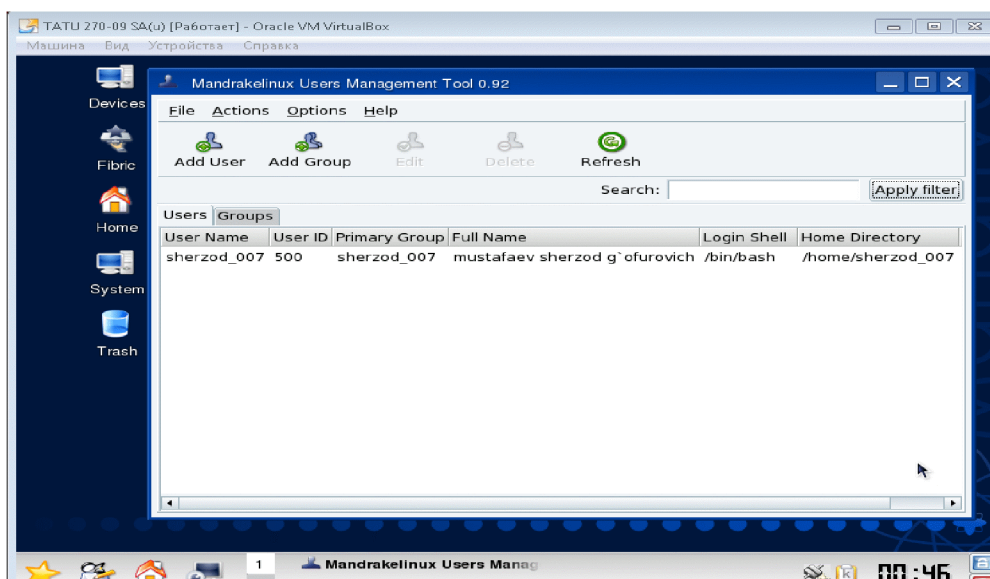 TATU 270-09 SA(u) [Работает] - Oracle VM VirtualBox
Машина Вид Устройства Справка
Devices
Fibric
Home
System
Trash
Mandrakelinux Users Management Tool 0.92
File Actions Options Help
Add User Add Group Edit Delete Refresh
Search: Apply filter
Users Groups
User Name User ID Primary Group Full Name Login Shell Home Directory
sherzod_007 500 sherzod_007 mustafaev sherzod g`ofurovich /bin/bash /home/sherzod_007
1 Mandrakelinux Users Manag
00:46